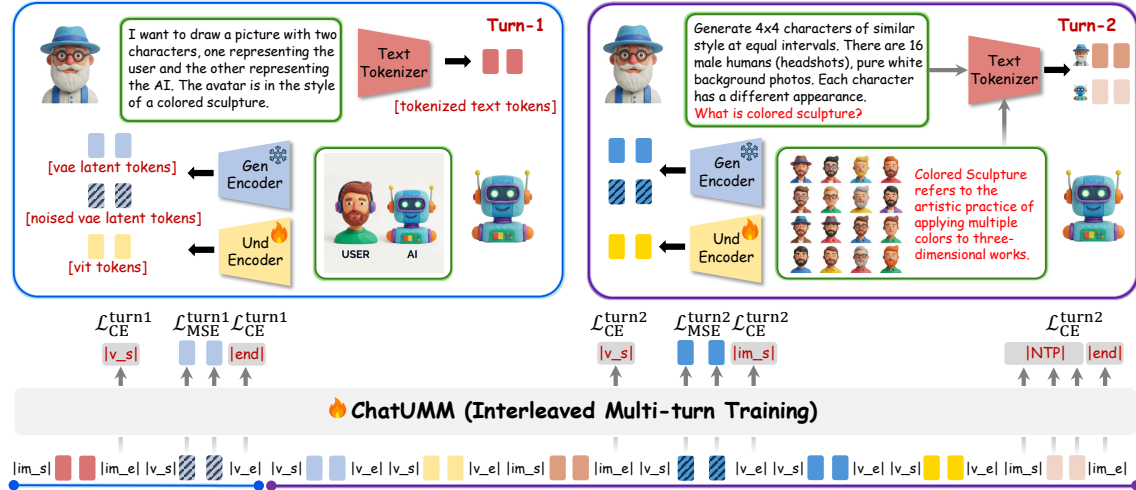 Turn-1
I want to draw a picture with two
characters, one representing the
user and the other representing
the AI. The avatar is in the style
of a colored sculpture.
Text
Tokenizer
[tokenized text tokens]
[vae latent tokens]
Gen
Encoder
[noised vae latent tokens]
Und
Encoder
[vit tokens]
USER AI
Turn-2
Generate 4x4 characters of similar
style at equal intervals. There are 16
male humans (headshots), pure white
background photos. Each character
has a different appearance.
What is colored sculpture?
Text
Tokenizer
Gen
Encoder
Und
Encoder
Colored Sculpture
refers to the
artistic practice of
applying multiple
colors to three-
dimensional works.
ℒ_CE^turn1 ℒ_MSE^turn1 ℒ_CE^turn1 ℒ_CE^turn2 ℒ_MSE^turn2 ℒ_CE^turn2 ℒ_CE^turn2
|v_s| |end| |v_s| |im_s| |NTP| |end|
ChatUMM (Interleaved Multi-turn Training)
|im_s| |im_e| |v_s| |v_e| |v_s| |v_e| |v_s| |v_e| |im_s| |im_e| |v_s| |v_e| |v_s| |v_e| |v_s| |v_e| |im_s| |im_e|